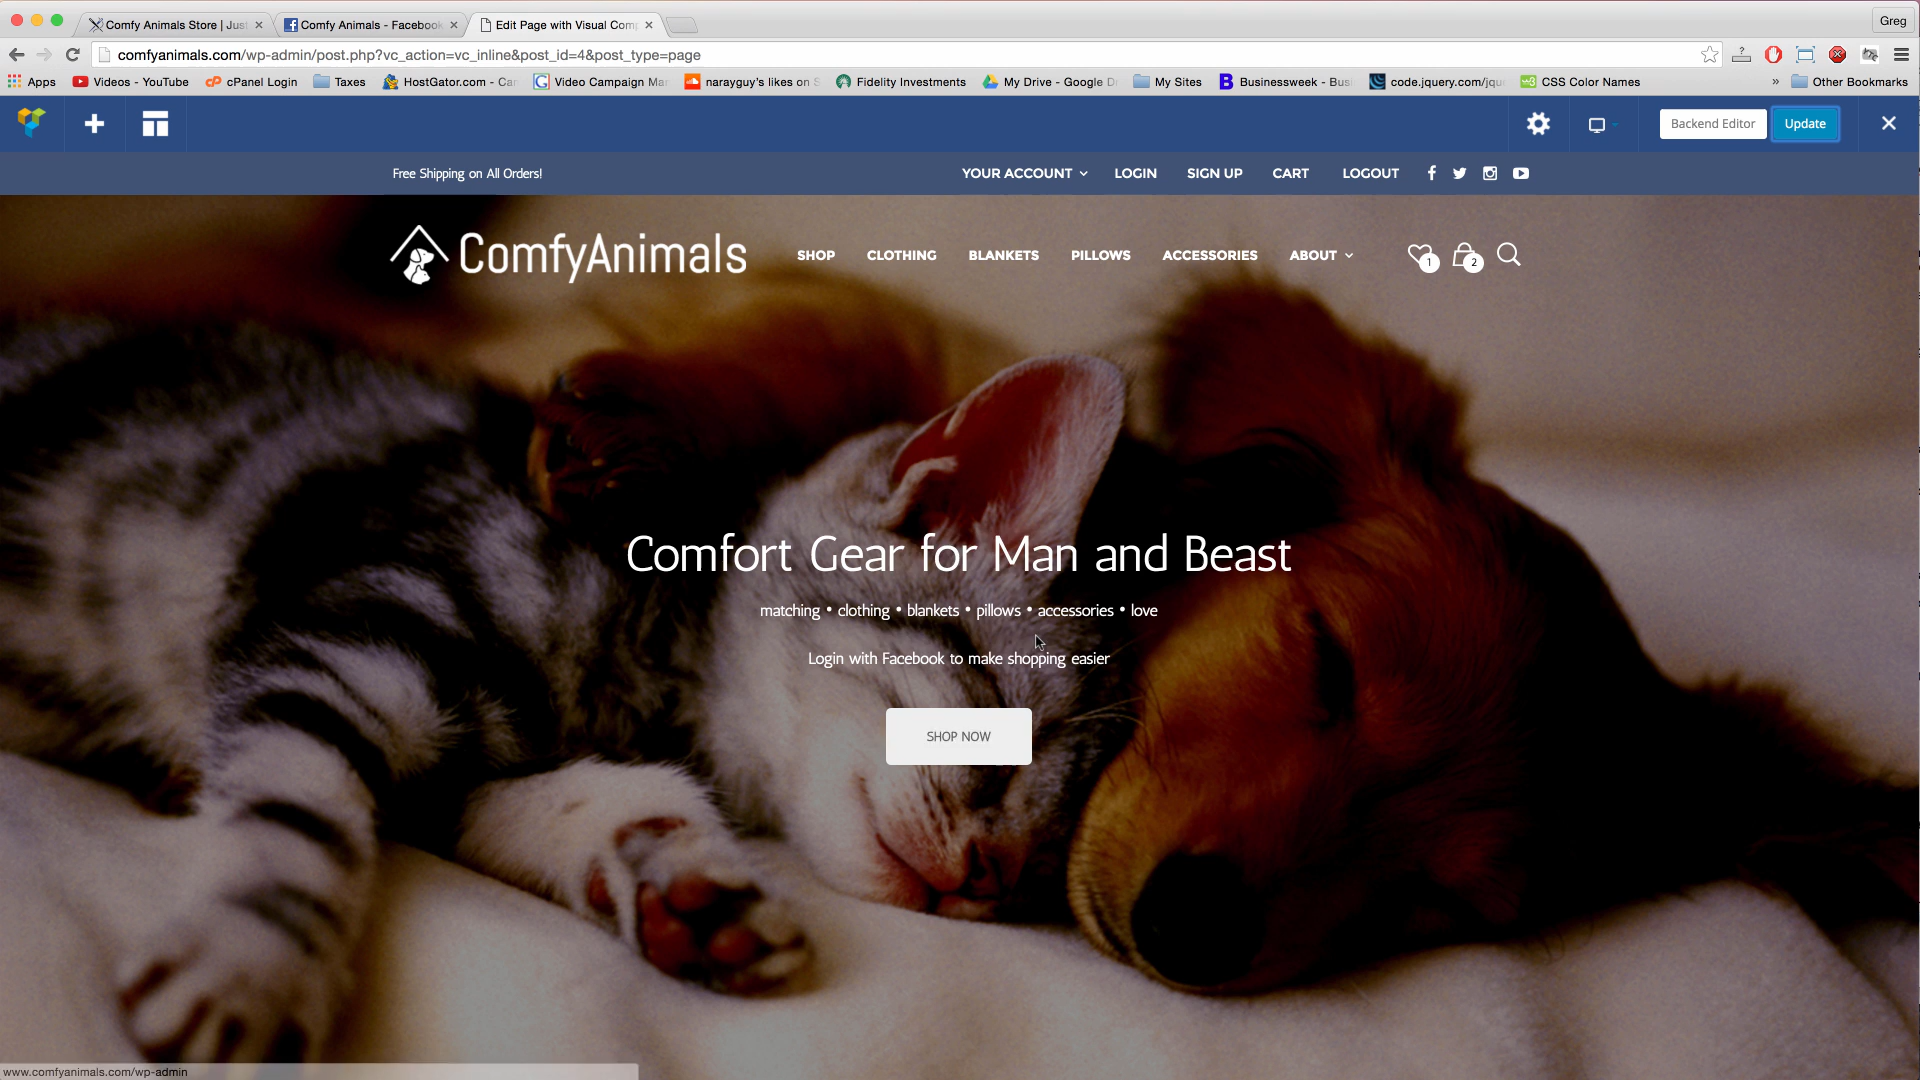 Comfy Animals Store | Jus
Comfy Animals - Facebook
Edit Page with Visual Com
Greg
comfyanimals.com/wp-admin/post.php?vc_action=vc_inline&post_id=4&post_type=page
Apps
Videos - YouTube
cPanel Login
Taxes
HostGator.com - Ca
Video Campaign Ma
narayguy's likes on S
Fidelity Investments
My Drive - Google D
My Sites
Businessweek - Bus
code.jquery.com/jqu
CSS Color Names
»
Other Bookmarks
Backend Editor
Update
Free Shipping on All Orders!
YOUR ACCOUNT
LOGIN
SIGN UP
CART
LOGOUT
ComfyAnimals
SHOP
CLOTHING
BLANKETS
PILLOWS
ACCESSORIES
ABOUT
1
2
Comfort Gear for Man and Beast
matching • clothing • blankets • pillows • accessories • love
Login with Facebook to make shopping easier
SHOP NOW
www.comfyanimals.com/wp-admin